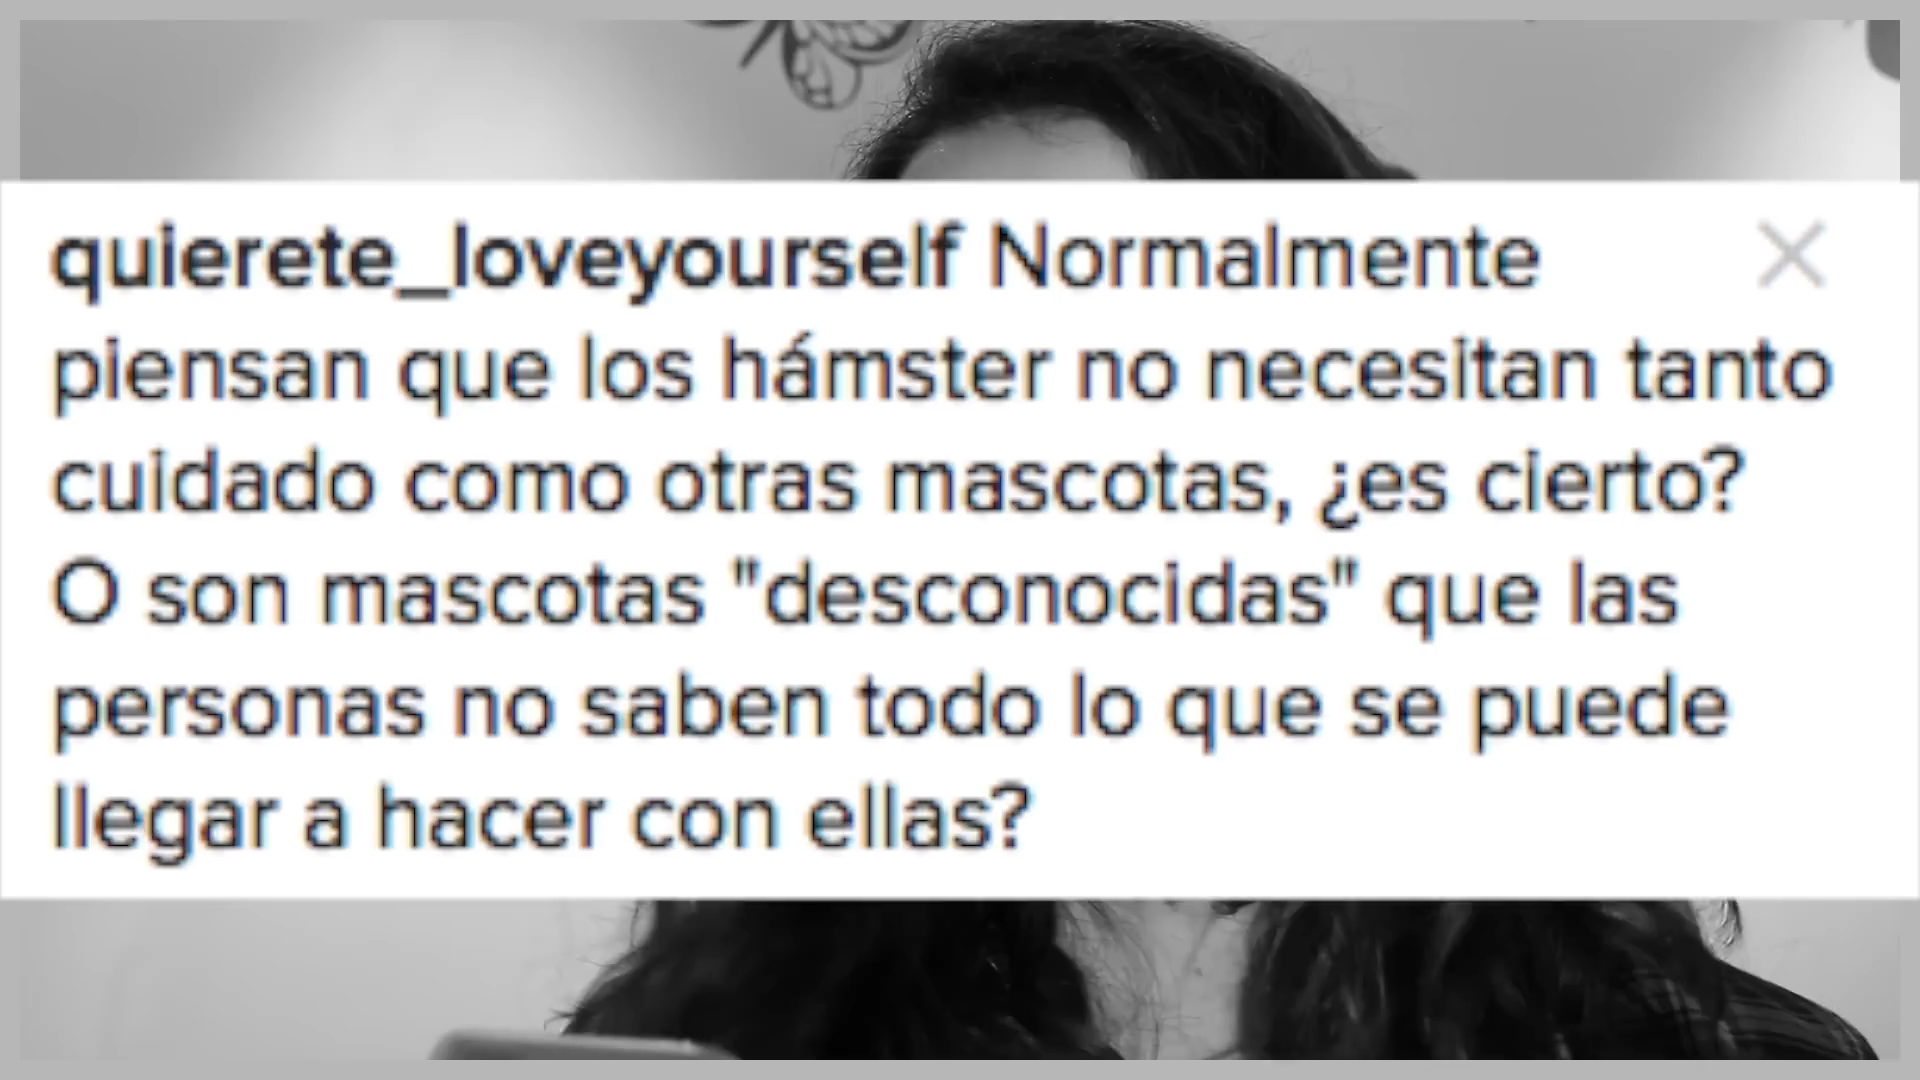 quierete_loveyourself Normalmente
piensan que los hámster no necesitan tanto
cuidado como otras mascotas, ¿es cierto?
O son mascotas "desconocidas" que las
personas no saben todo lo que se puede
llegar a hacer con ellas?